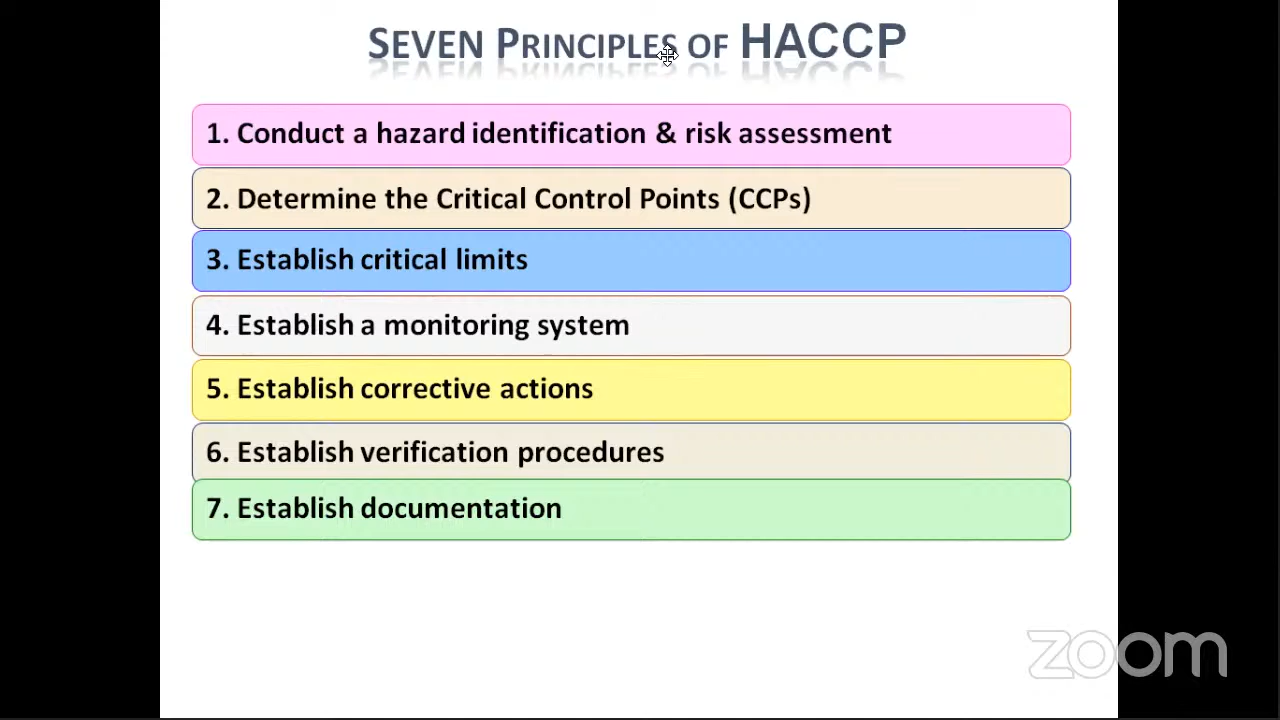 SEVEN PRINCIPLES OF HACCP
1. Conduct a hazard identification & risk assessment
2. Determine the Critical Control Points (CCPs)
3. Establish critical limits
4. Establish a monitoring system
5. Establish corrective actions
6. Establish verification procedures
7. Establish documentation
zoom